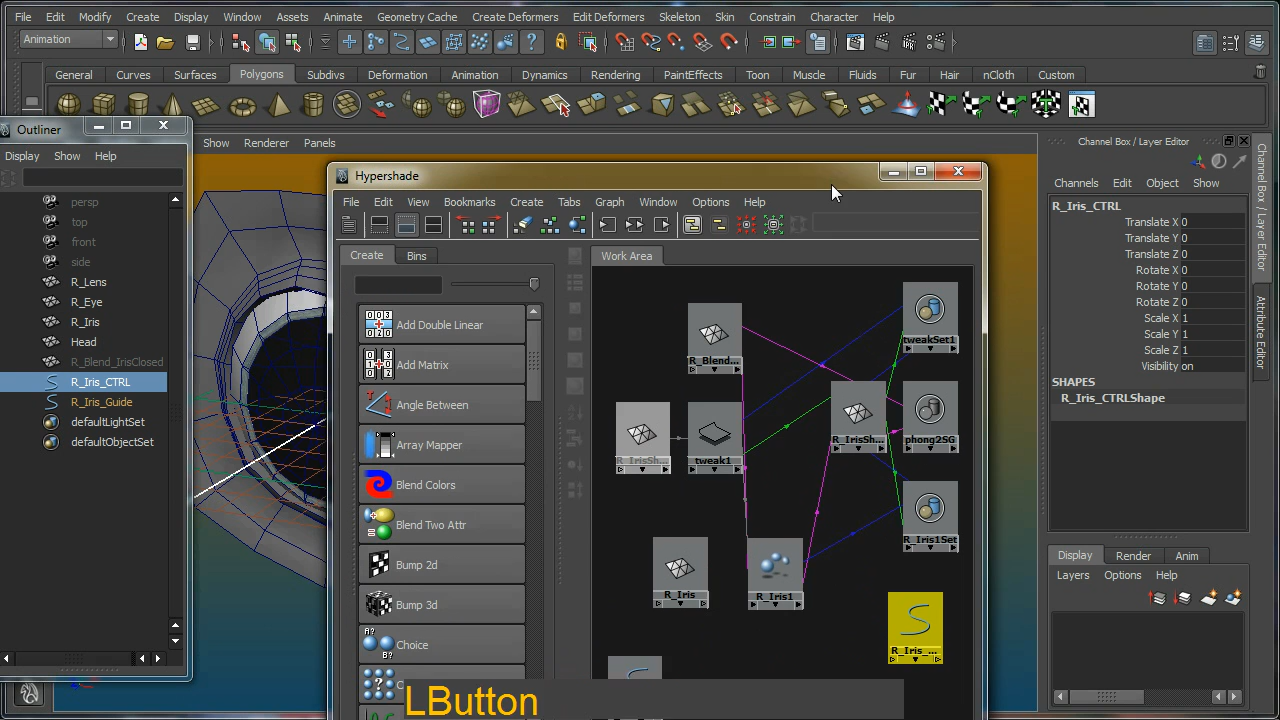 File Edit Modify Create Display Window Assets Animate Geometry Cache Create Deformers Edit Deformers Skeleton Skin Constrain Character Help
Animation
General Curves Surfaces Polygons Subdivs Deformation Animation Dynamics Rendering PaintEffects Toon Muscle Fluids Fur Hair nCloth Custom
Outliner
Display Show Help
persp
top
front
side
R_Lens
R_Eye
R_Iris
Head
R_Blend_IrisClosed
R_Iris_CTRL
R_Iris_Guide
defaultLightSet
defaultObjectSet
Show Renderer Panels
Hypershade
File Edit View Bookmarks Create Tabs Graph Window Options Help
Create Bins
Work Area
Add Double Linear
Add Matrix
Angle Between
Array Mapper
Blend Colors
Blend Two Attr
Bump 2d
Bump 3d
Choice
R_Blend...
tweakSet1
R_IrisSh...
tweak1
R_IrisSh...
phong2SG
R_Iris1Set
R_Iris
R_Iris1
R_Iris_...
LButton
Channel Box / Layer Editor
Channels Edit Object Show
R_Iris_CTRL
Translate X 0
Translate Y 0
Translate Z 0
Rotate X 0
Rotate Y 0
Rotate Z 0
Scale X 1
Scale Y 1
Scale Z 1
Visibility on
SHAPES
R_Iris_CTRLShape
Display Render Anim
Layers Options Help
Channel Box / Layer Editor
Attribute Editor